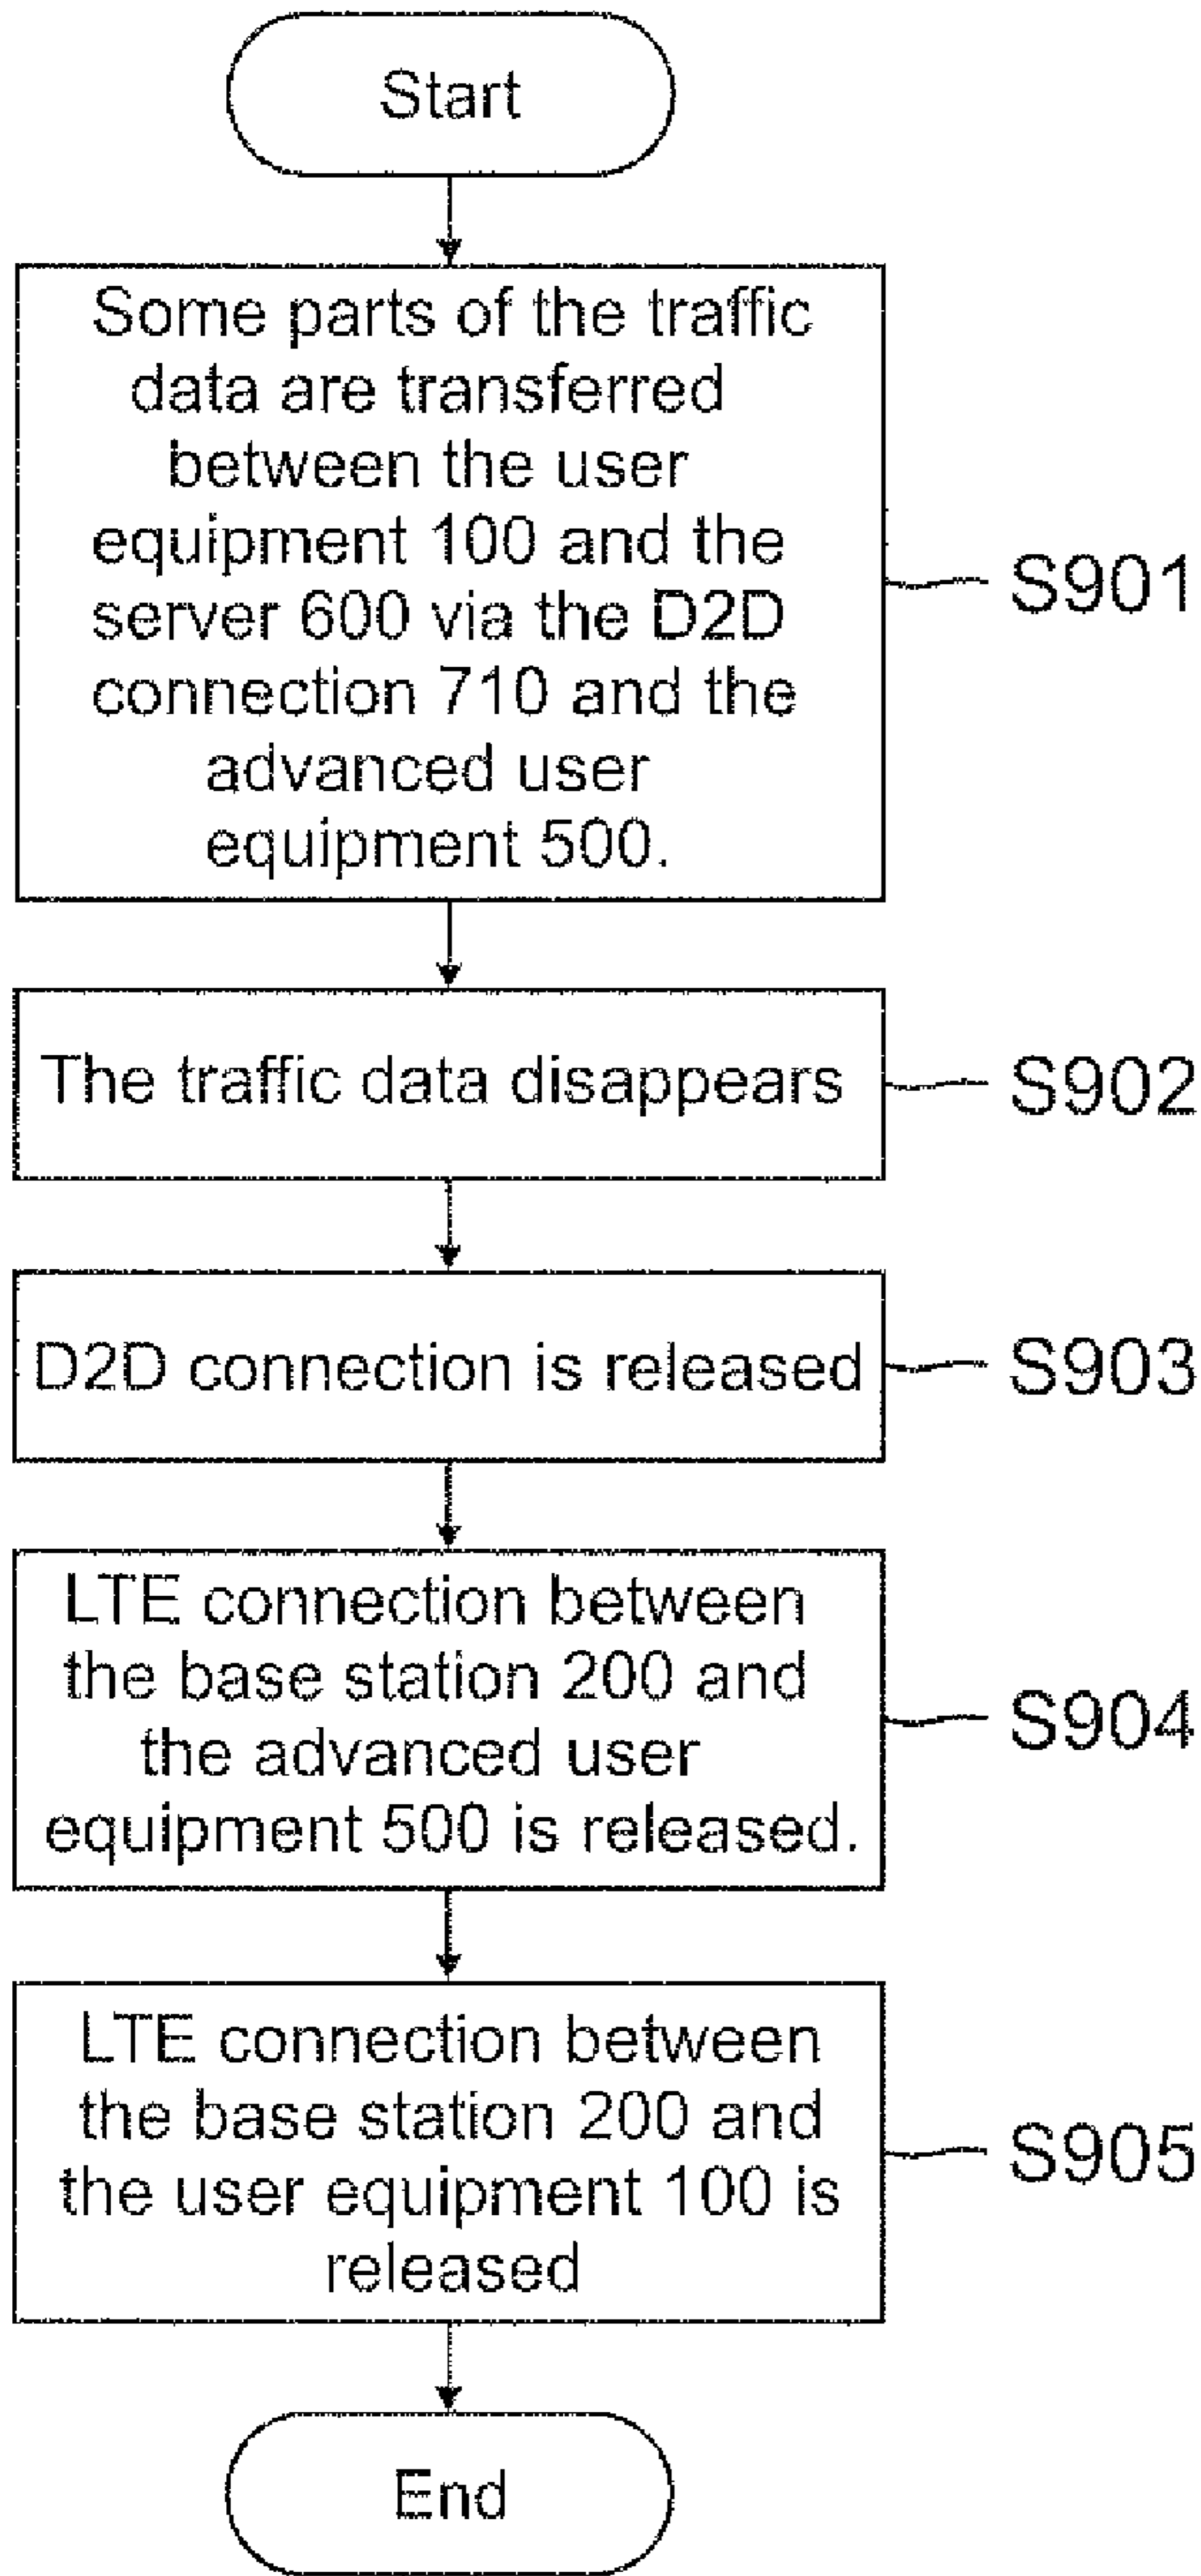 Start
Some parts of the traffic
data are transferred
between the user
equipment 100 and the
server 600 via the D2D
connection 710 and the
advanced user
equipment 500.
S901
The traffic data disappears
S902
D2D connection is released
S903
LTE connection between
the base station 200 and
the advanced user
equipment 500 is released.
S904
LTE connection between
the base station 200 and
the user equipment 100 is
released
S905
End